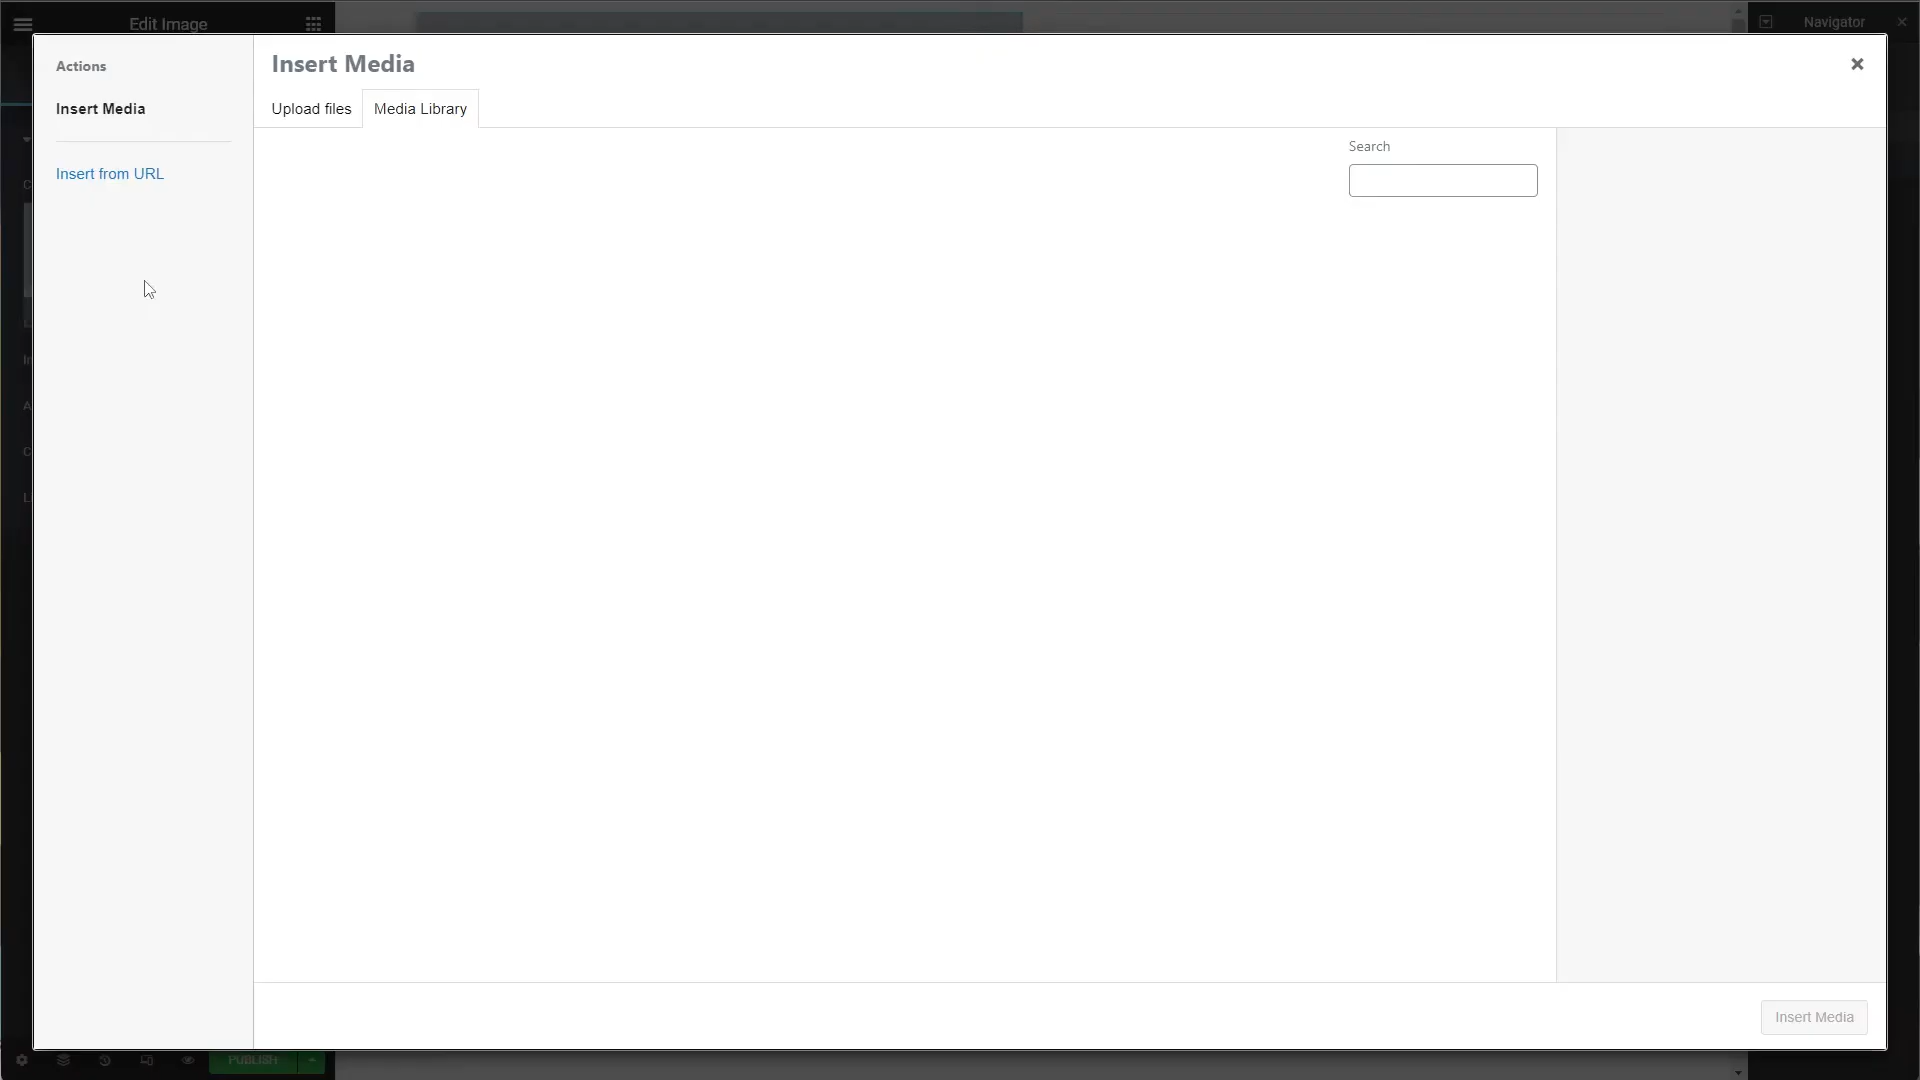 Edit Image
Navigator
Actions
Insert Media
Insert from URL
Insert Media
Upload files
Media Library
Search
Insert Media
PUBLISH